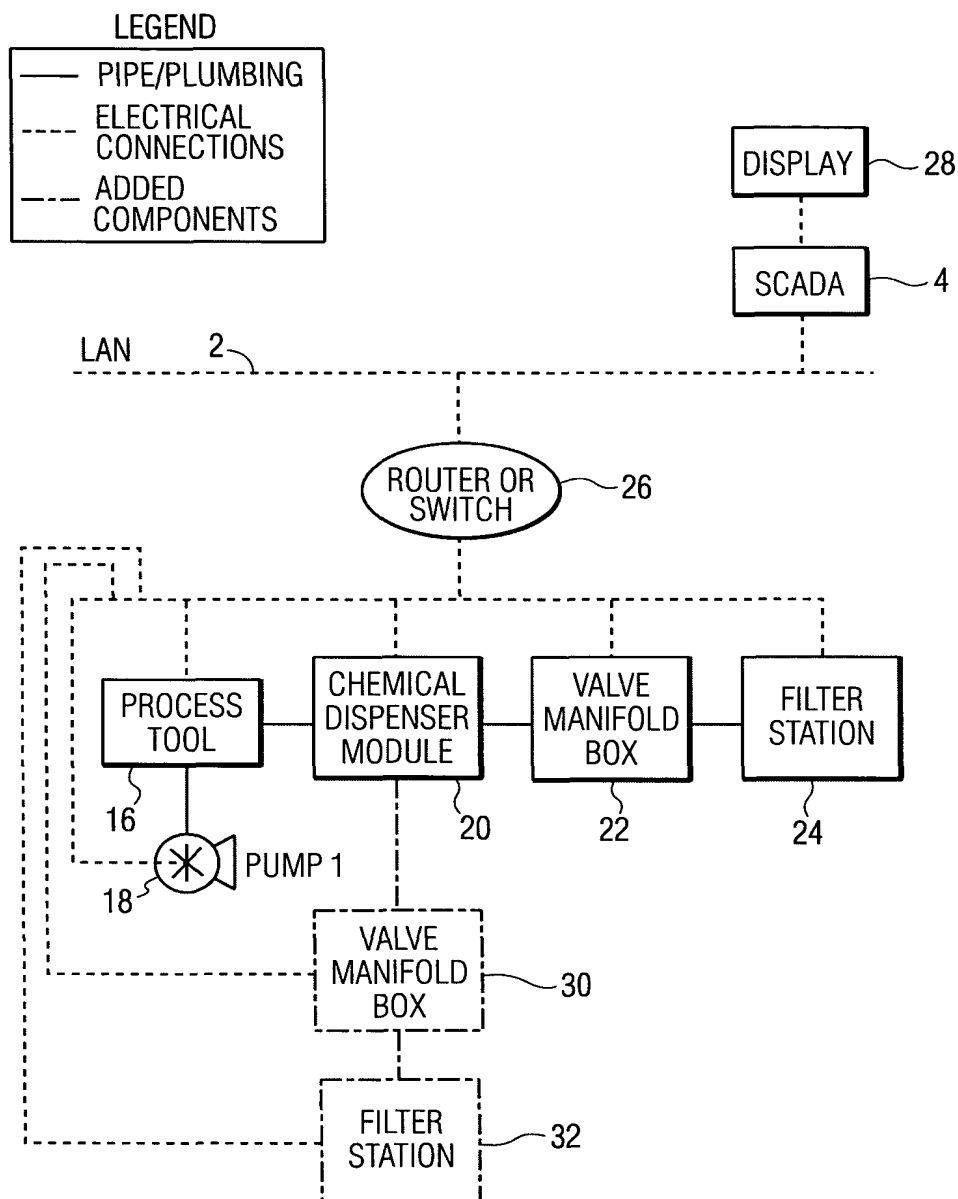 LEGEND
PIPE/PLUMBING
ELECTRICAL
CONNECTIONS
ADDED
COMPONENTS
DISPLAY
28
SCADA
4
LAN
2
ROUTER OR
SWITCH
26
PROCESS
TOOL
16
CHEMICAL
DISPENSER
MODULE
20
VALVE
MANIFOLD
BOX
22
FILTER
STATION
24
18
PUMP 1
VALVE
MANIFOLD
BOX
30
FILTER
STATION
32